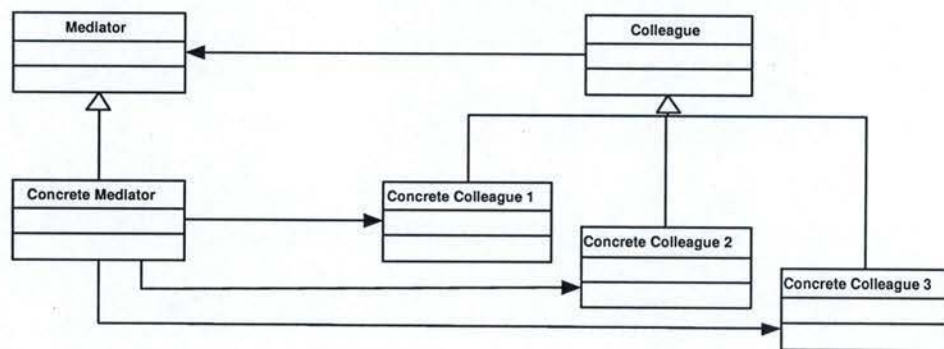 Mediator
Colleague
Concrete Mediator
Concrete Colleague 1
Concrete Colleague 2
Concrete Colleague 3